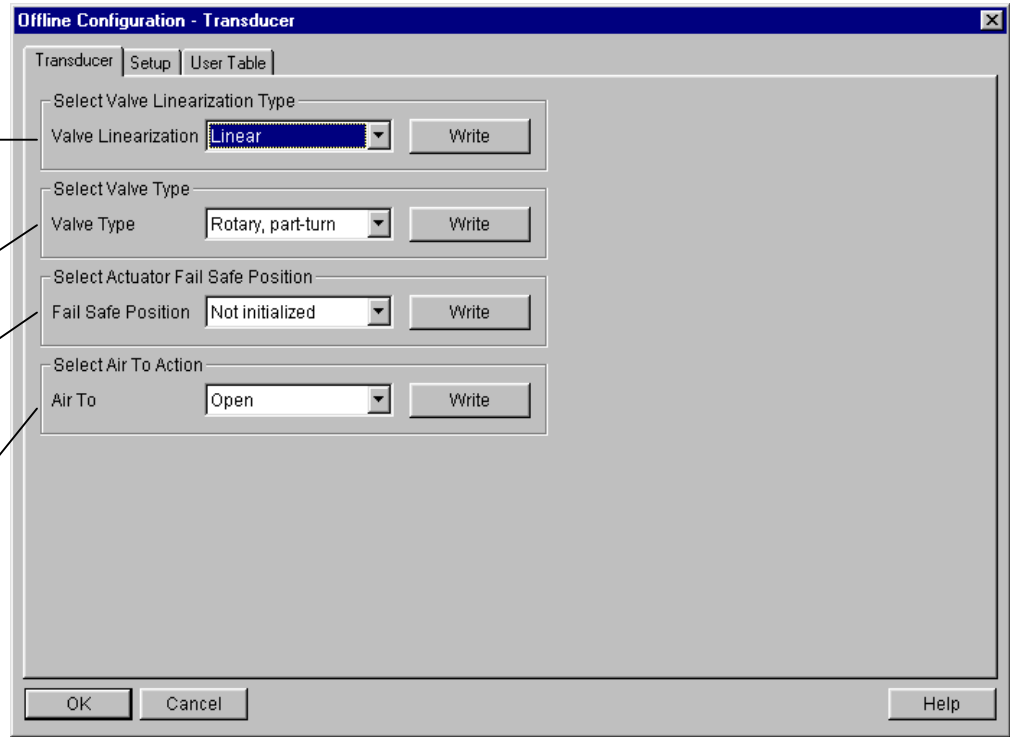 Offline Configuration - Transducer
Transducer Setup User Table
Select Valve Linearization Type
Valve Linearization Linear Write
Select Valve Type
Valve Type Rotary, part-turn Write
Select Actuator Fail Safe Position
Fail Safe Position Not initialized Write
Select Air To Action
Air To Open Write
OK Cancel Help